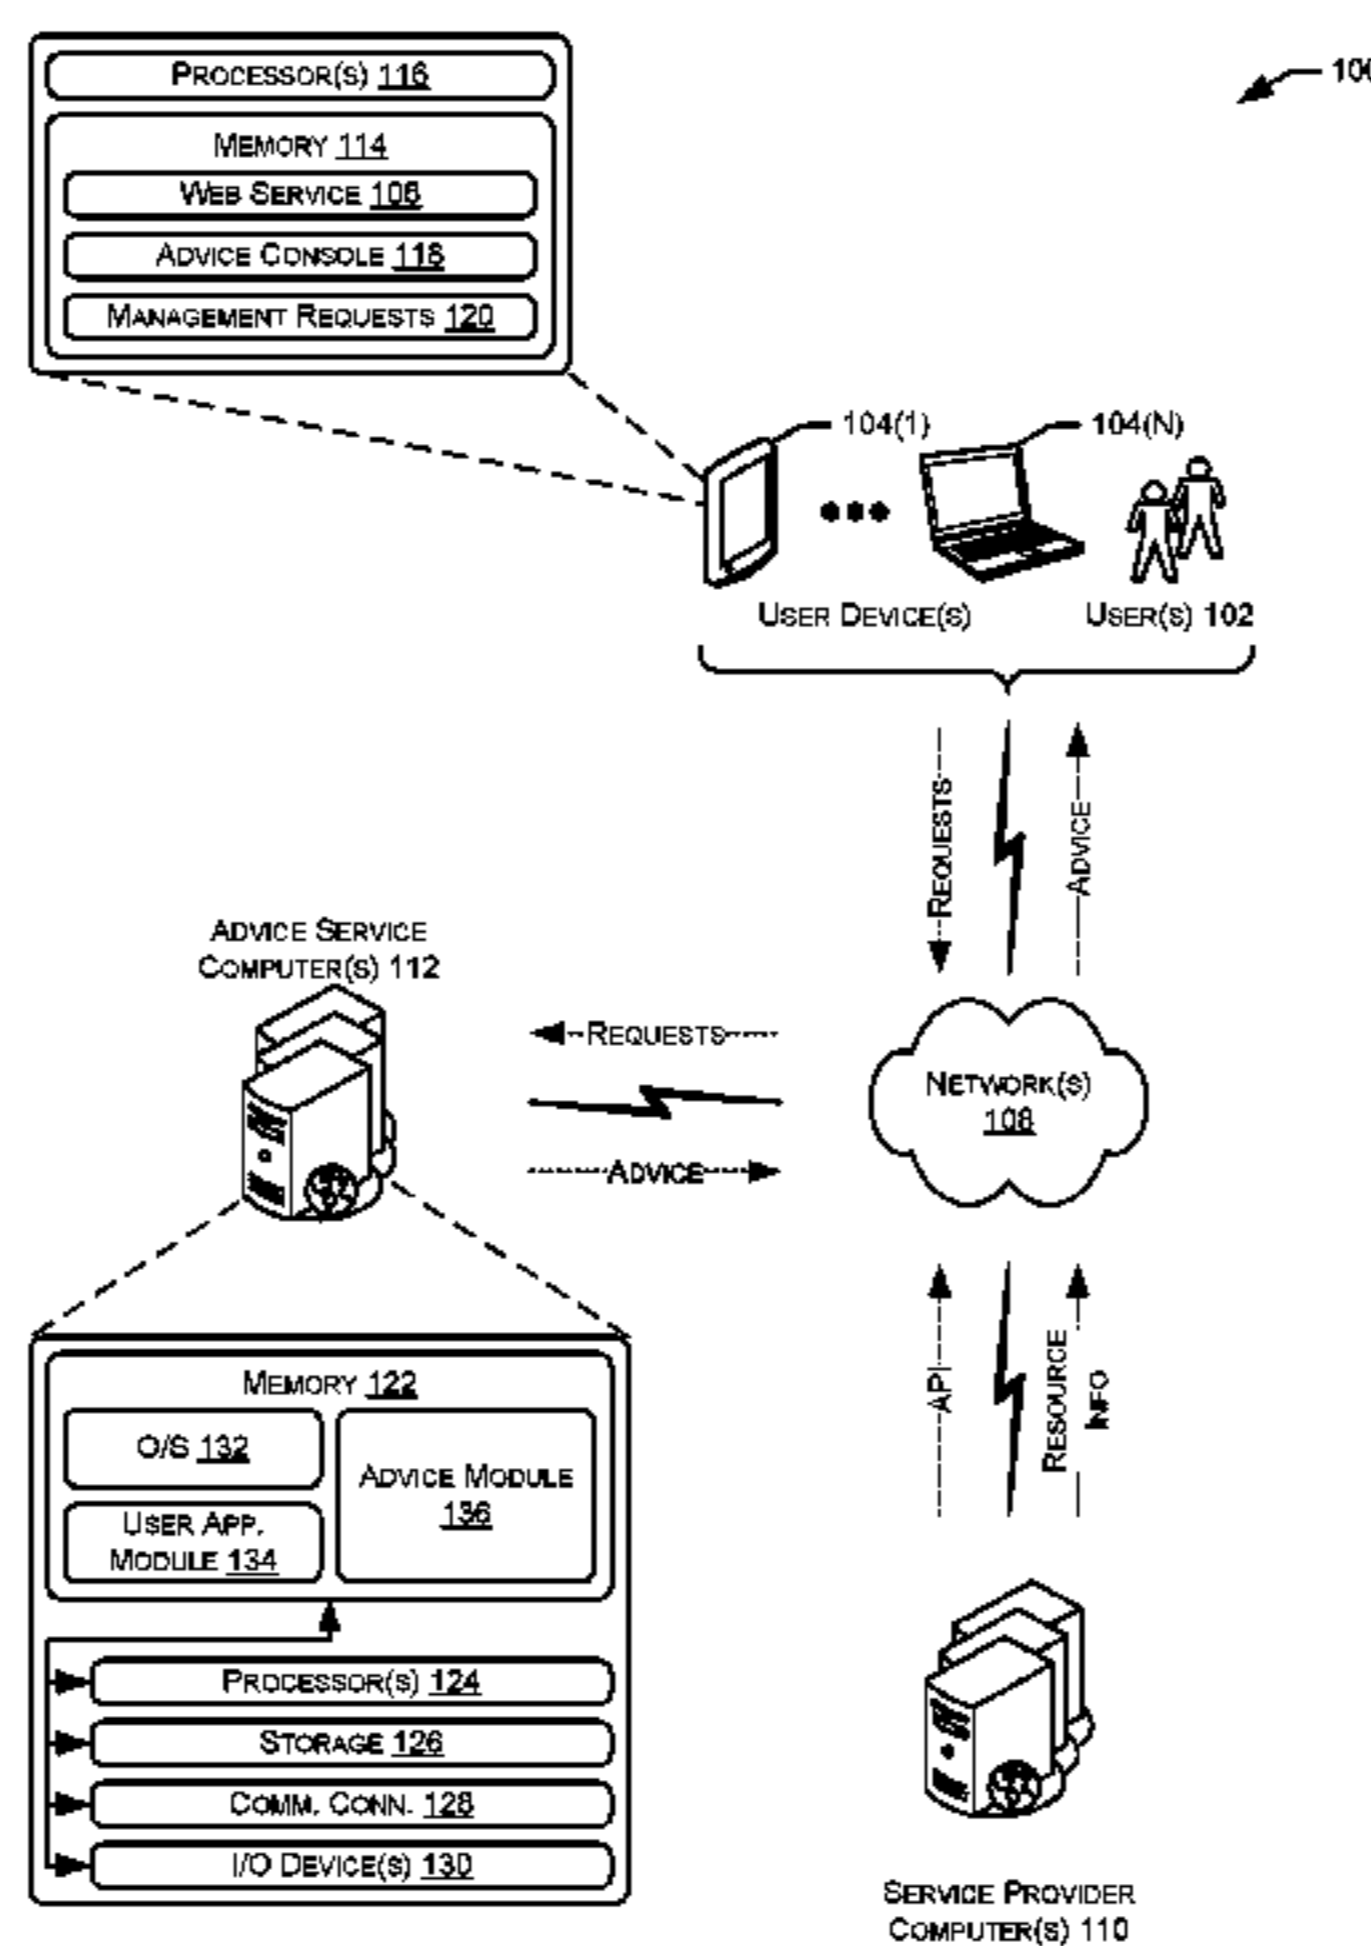 PROCESSOR(S) 116
100
MEMORY 114
WEB SERVICE 106
ADVICE CONSOLE 118
MANAGEMENT REQUESTS 120
104(1)
104(N)
USER DEVICE(S)
USER(S) 102
REQUESTS
ADVICE
ADVICE SERVICE
COMPUTER(S) 112
REQUESTS
ADVICE
NETWORK(S)
108
API
RESOURCE
INFO
MEMORY 122
O/S 132
USER APP.
MODULE 134
ADVICE MODULE
136
PROCESSOR(S) 124
STORAGE 126
COMM. CONN. 128
I/O DEVICE(S) 130
SERVICE PROVIDER
COMPUTER(S) 110